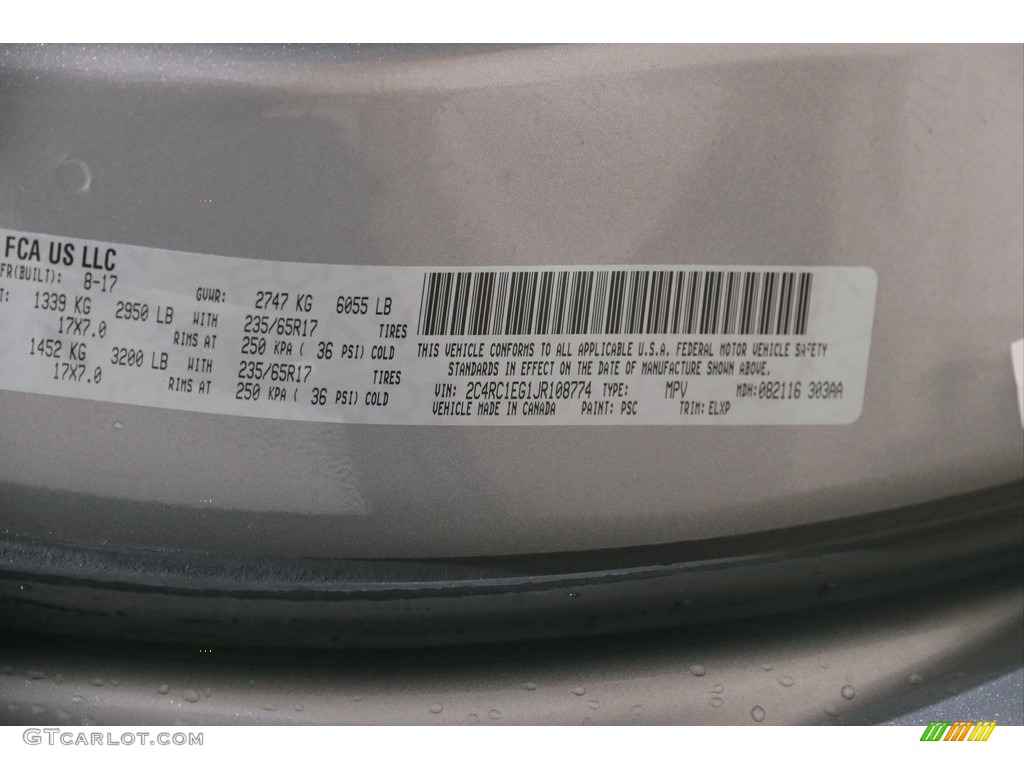 FCA US LLC
FR(BUILT): 8-17 GVWR: 2747 KG 6055 LB
T: 1339 KG 2950 LB WITH 235/65R17 TIRES
17X7.0 RIMS AT 250 KPA ( 36 PSI) COLD
1452 KG 3200 LB WITH 235/65R17 TIRES
17X7.0 RIMS AT 250 KPA ( 36 PSI) COLD
THIS VEHICLE CONFORMS TO ALL APPLICABLE U.S.A. FEDERAL MOTOR VEHICLE SAFETY
STANDARDS IN EFFECT ON THE DATE OF MANUFACTURE SHOWN ABOVE.
VIN: 2C4RC1EG1JR108774 TYPE: MPV MDH:082116 303AA
VEHICLE MADE IN CANADA PAINT: PSC TRIM: ELXP
GTcarlot.com